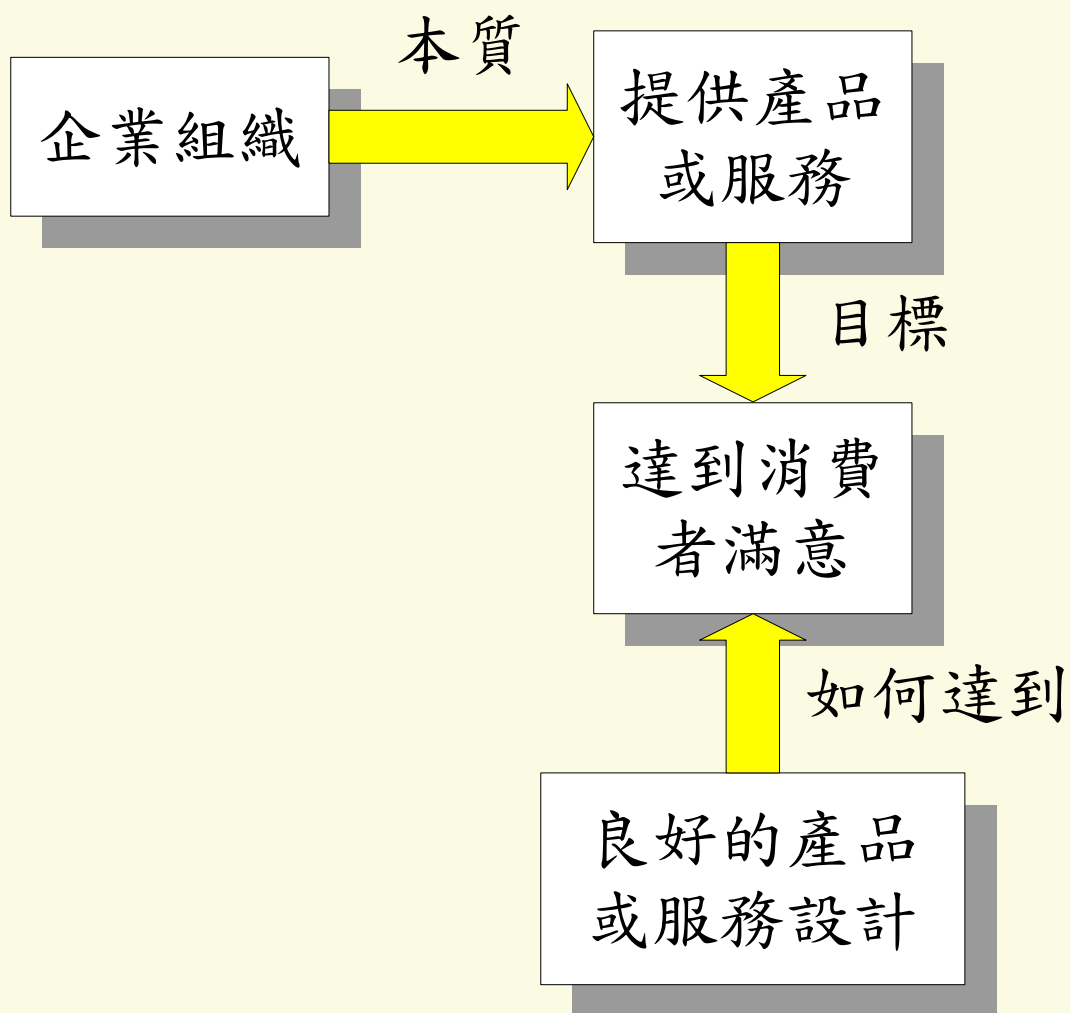 本質
企業組織
提供產品
或服務
目標
達到消費
者滿意
如何達到
良好的產品
或服務設計